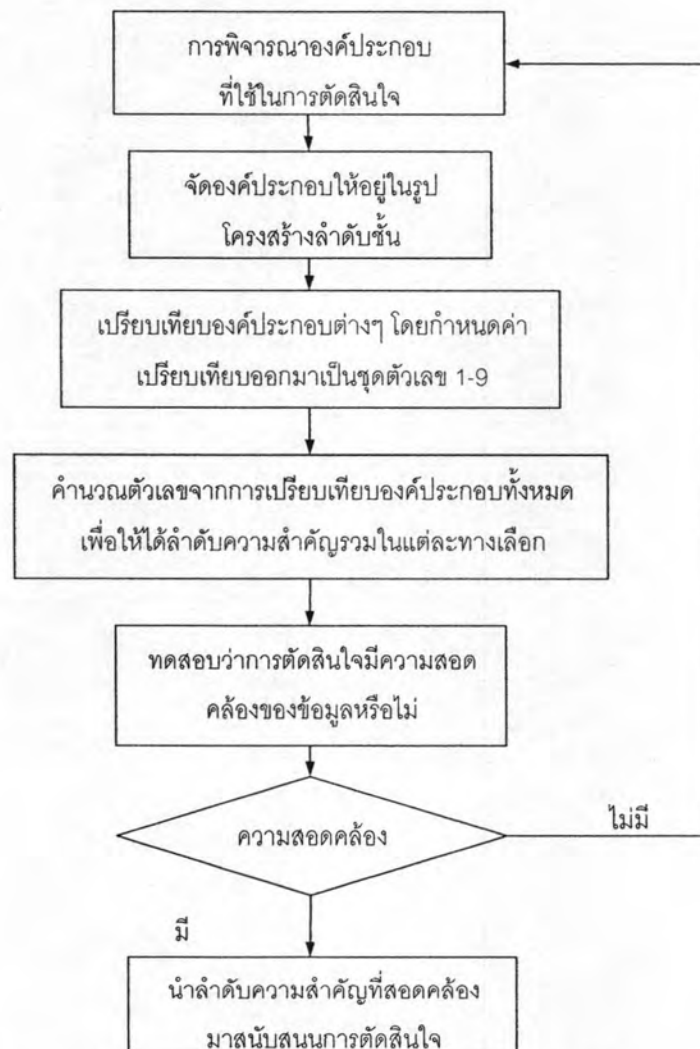 การพิจารณาองค์ประกอบ
ที่ใช้ในการตัดสินใจ
จัดองค์ประกอบให้อยู่ในรูป
โครงสร้างลำดับชั้น
เปรียบเทียบองค์ประกอบต่างๆ โดยกำหนดค่า
เปรียบเทียบออกมาเป็นชุดตัวเลข 1-9
คำนวณตัวเลขจากการเปรียบเทียบองค์ประกอบทั้งหมด
เพื่อให้ได้ลำดับความสำคัญรวมในแต่ละทางเลือก
ทดสอบว่าการตัดสินใจมีความสอด
คล้องของข้อมูลหรือไม่
ความสอดคล้อง
ไม่มี
มี
นำลำดับความสำคัญที่สอดคล้อง
มาสนับสนุนการตัดสินใจ